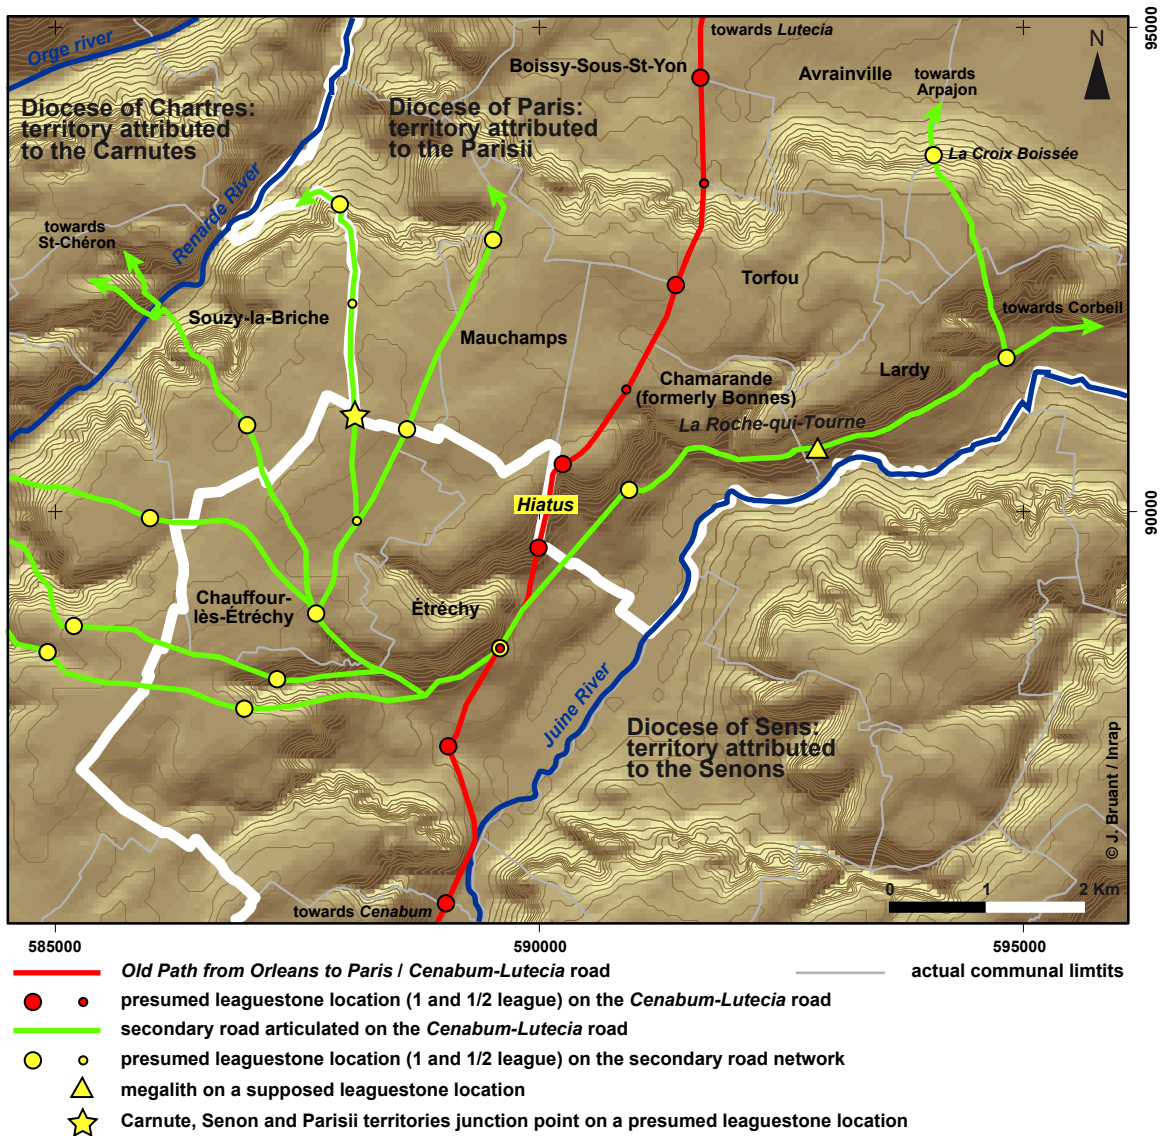 towards Lutecia
95000
Orge river
Boissy-Sous-St-Yon
Avrainville
N
towards
Arpajon
Diocese of Chartres:
territory attributed
to the Carnutes
Diocese of Paris:
territory attributed
to the Parisii
La Croix Boissée
Renarde River
towards
St-Chéron
Torfou
towards Corbeil
Souzy-la-Briche
Mauchamps
Lardy
Chamarande
(formerly Bonnes)
La Roche-qui-Tourne
Hiatus
90000
Chauffour-
lès-Étréchy
Étréchy
Juine River
Diocese of Sens:
territory attributed
to the Senons
© J. Bruant / Inrap
0 1 2 Km
towards Cenabum
585000 590000 595000
Old Path from Orleans to Paris / Cenabum-Lutecia road
actual communal limtits
presumed leaguestone location (1 and 1/2 league) on the Cenabum-Lutecia road
secondary road articulated on the Cenabum-Lutecia road
presumed leaguestone location (1 and 1/2 league) on the secondary road network
megalith on a supposed leaguestone location
Carnute, Senon and Parisii territories junction point on a presumed leaguestone location